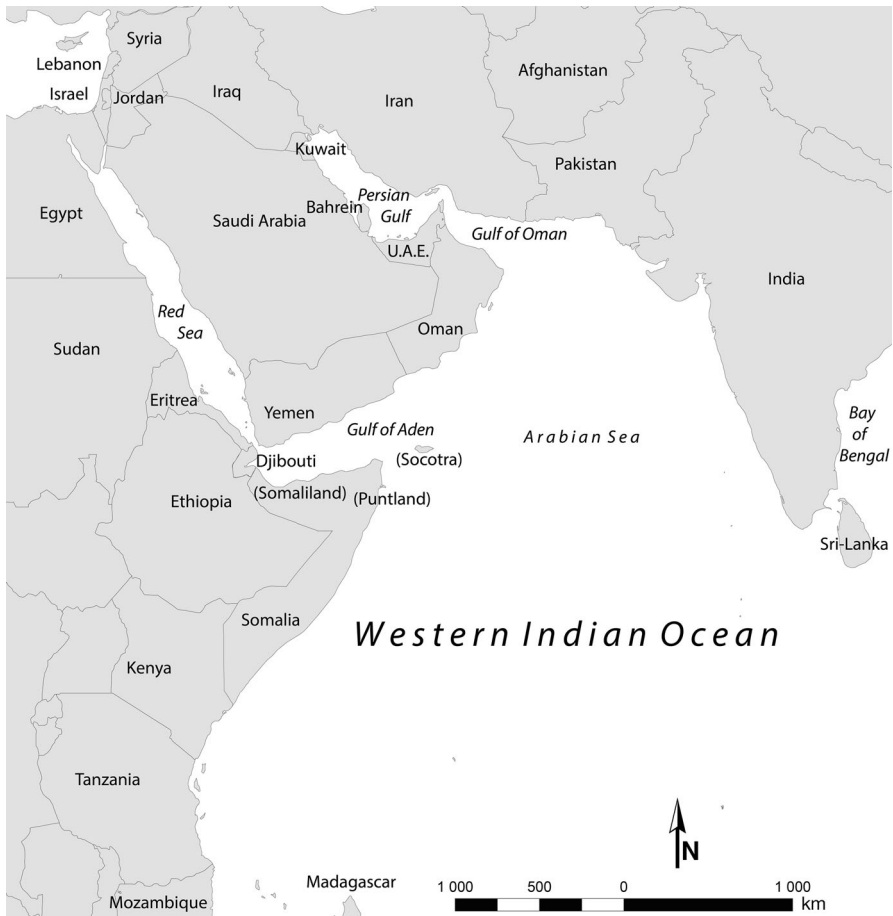 Syria
Lebanon
Israel
Jordan
Iraq
Iran
Afghanistan
Kuwait
Pakistan
Egypt
Saudi Arabia
Bahrein
Persian
Gulf
Gulf of Oman
U.A.E.
India
Red
Sea
Oman
Sudan
Eritrea
Yemen
Gulf of Aden
Arabian Sea
Bay
of
Bengal
Djibouti
(Socotra)
Ethiopia
(Somaliland)
(Puntland)
Sri-Lanka
Somalia
Western Indian Ocean
Kenya
Tanzania
N
Madagascar
Mozambique
1 000 500 0 1 000
km